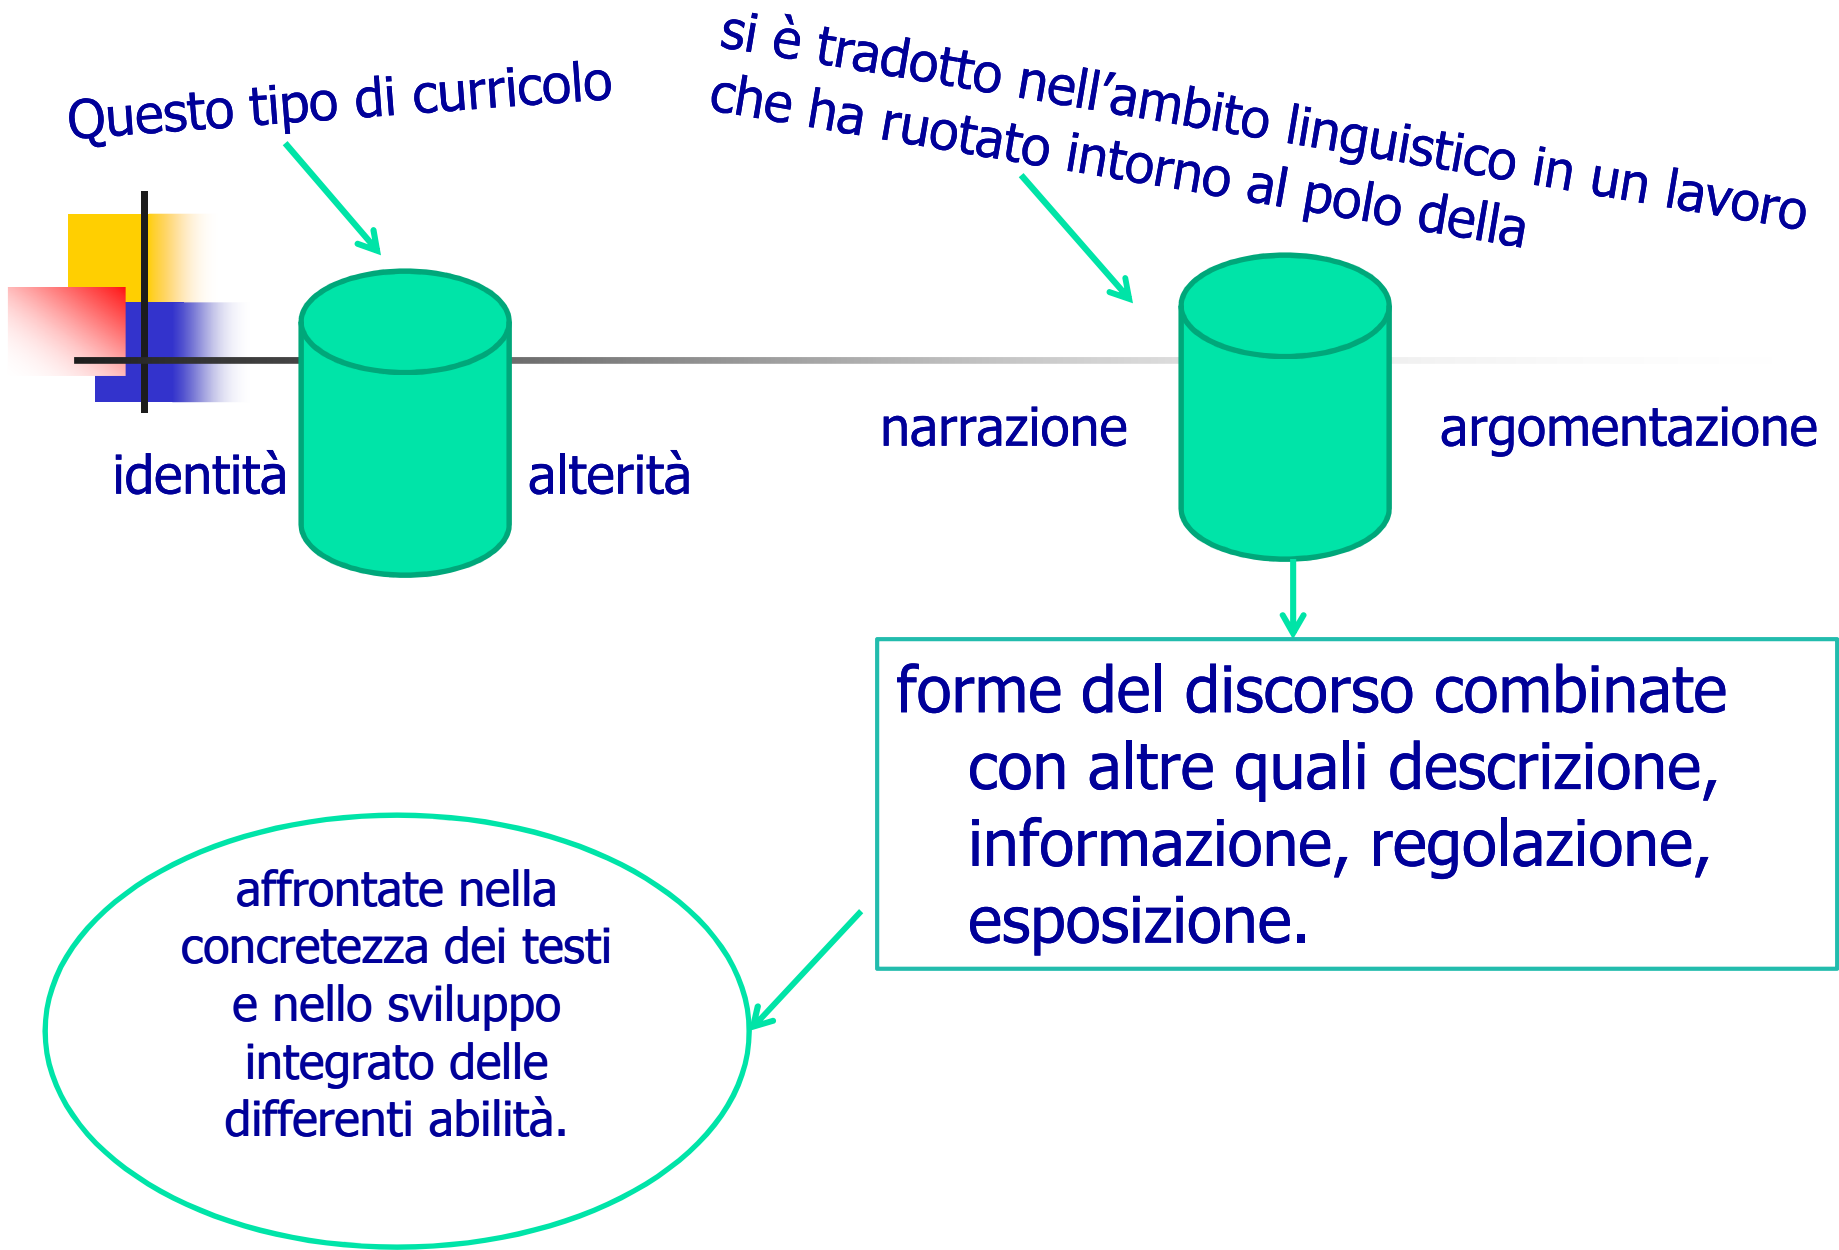 Questo tipo di curricolo
si è tradotto nell’ambito linguistico in un lavoro
che ha ruotato intorno al polo della
identità
alterità
narrazione
argomentazione
forme del discorso combinate
con altre quali descrizione,
informazione, regolazione,
esposizione.
affrontate nella
concretezza dei testi
e nello sviluppo
integrato delle
differenti abilità.